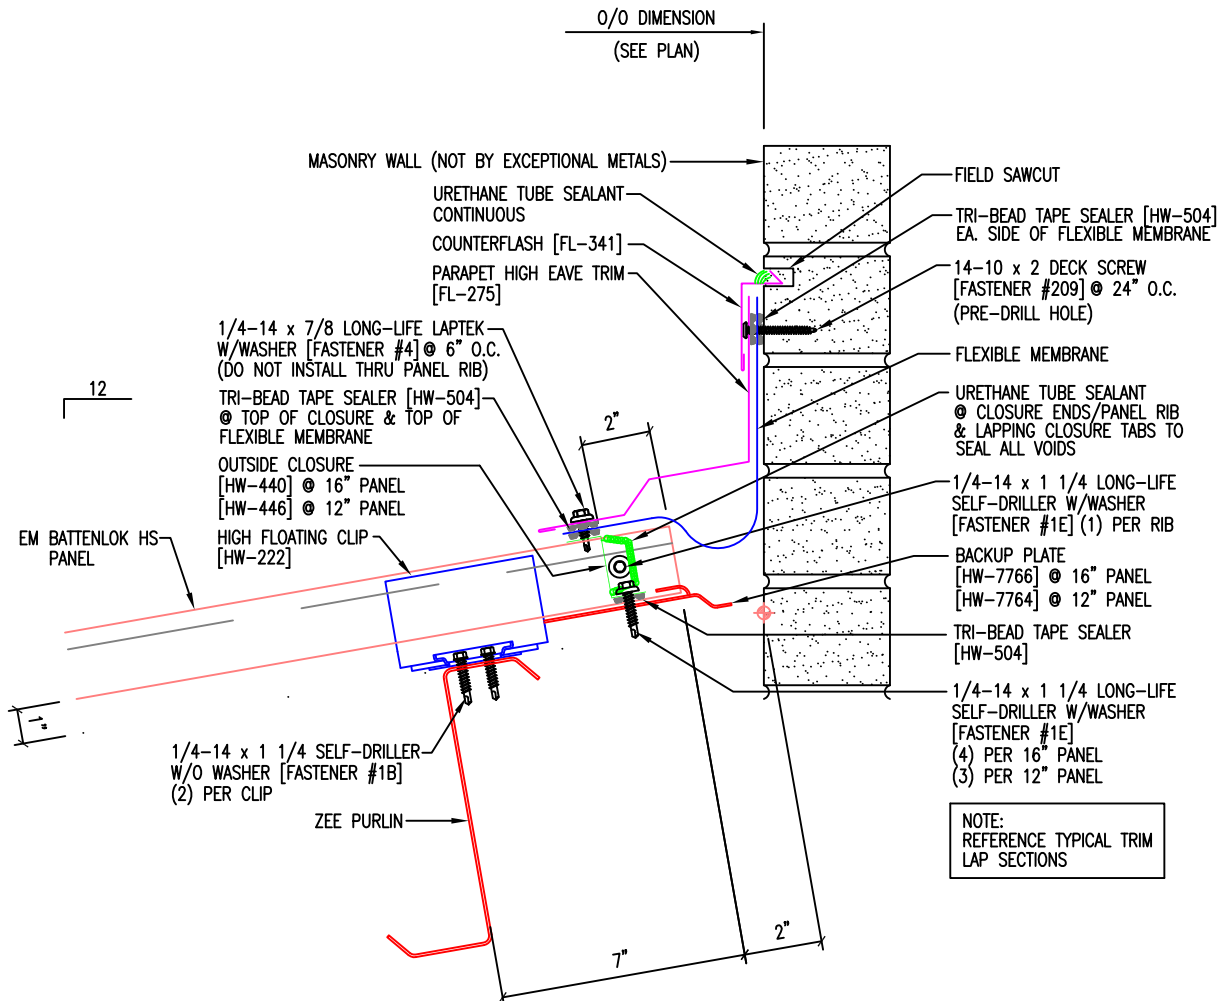 O/O DIMENSION
(SEE PLAN)
MASONRY WALL (NOT BY EXCEPTIONAL METALS)
URETHANE TUBE SEALANT
CONTINUOUS
COUNTERFLASH [FL-341]
PARAPET HIGH EAVE TRIM
[FL-275]
1/4-14 x 7/8 LONG-LIFE LAPTEK
W/WASHER [FASTENER #4] @ 6" O.C.
(DO NOT INSTALL THRU PANEL RIB)
TRI-BEAD TAPE SEALER [HW-504]
@ TOP OF CLOSURE & TOP OF
FLEXIBLE MEMBRANE
OUTSIDE CLOSURE
[HW-440] @ 16" PANEL
[HW-446] @ 12" PANEL
HIGH FLOATING CLIP
[HW-222]
EM BATTENLOK HS
PANEL
12
1"
2"
1/4-14 x 1 1/4 SELF-DRILLER
W/O WASHER [FASTENER #1B]
(2) PER CLIP
ZEE PURLIN
7"
2"
FIELD SAWCUT
TRI-BEAD TAPE SEALER [HW-504]
EA. SIDE OF FLEXIBLE MEMBRANE
14-10 x 2 DECK SCREW
[FASTENER #209] @ 24" O.C.
(PRE-DRILL HOLE)
FLEXIBLE MEMBRANE
URETHANE TUBE SEALANT
@ CLOSURE ENDS/PANEL RIB
& LAPPING CLOSURE TABS TO
SEAL ALL VOIDS
1/4-14 x 1 1/4 LONG-LIFE
SELF-DRILLER W/WASHER
[FASTENER #1E] (1) PER RIB
BACKUP PLATE
[HW-7766] @ 16" PANEL
[HW-7764] @ 12" PANEL
TRI-BEAD TAPE SEALER
[HW-504]
1/4-14 x 1 1/4 LONG-LIFE
SELF-DRILLER W/WASHER
[FASTENER #1E]
(4) PER 16" PANEL
(3) PER 12" PANEL
NOTE:
REFERENCE TYPICAL TRIM
LAP SECTIONS